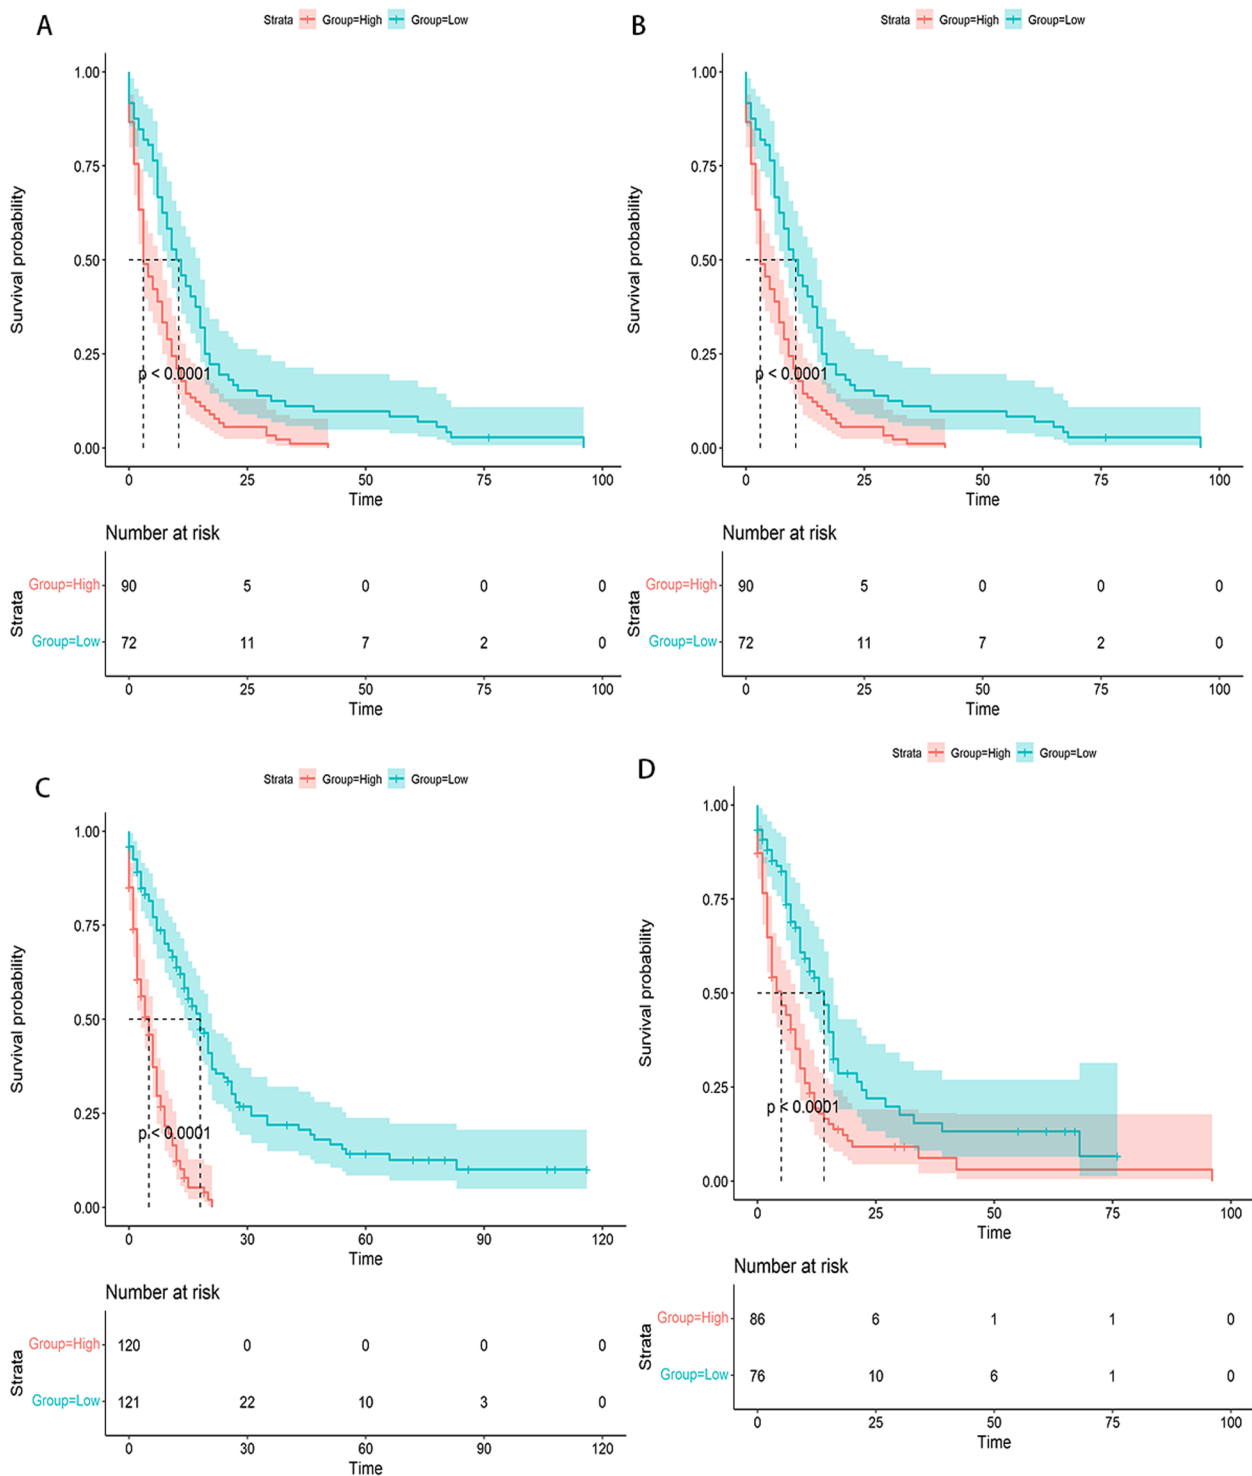 A
Strata Group=High Group=Low
Survival probability
1.00
0.75
0.50
0.25
0.00
p < 0.0001
0 25 50 75 100
Time
Number at risk
Strata
Group=High 90 5 0 0 0
Group=Low 72 11 7 2 0
0 25 50 75 100
Time
B
Strata Group=High Group=Low
Survival probability
1.00
0.75
0.50
0.25
0.00
p < 0.0001
0 25 50 75 100
Time
Number at risk
Strata
Group=High 90 5 0 0 0
Group=Low 72 11 7 2 0
0 25 50 75 100
Time
C
Strata Group=High Group=Low
Survival probability
1.00
0.75
0.50
0.25
0.00
p < 0.0001
0 30 60 90 120
Time
Number at risk
Strata
Group=High 120 0 0 0 0
Group=Low 121 22 10 3 0
0 30 60 90 120
Time
D
Strata Group=High Group=Low
Survival probability
1.00
0.75
0.50
0.25
0.00
p < 0.0001
0 25 50 75 100
Time
Number at risk
Strata
Group=High 86 6 1 1 0
Group=Low 76 10 6 1 0
0 25 50 75 100
Time